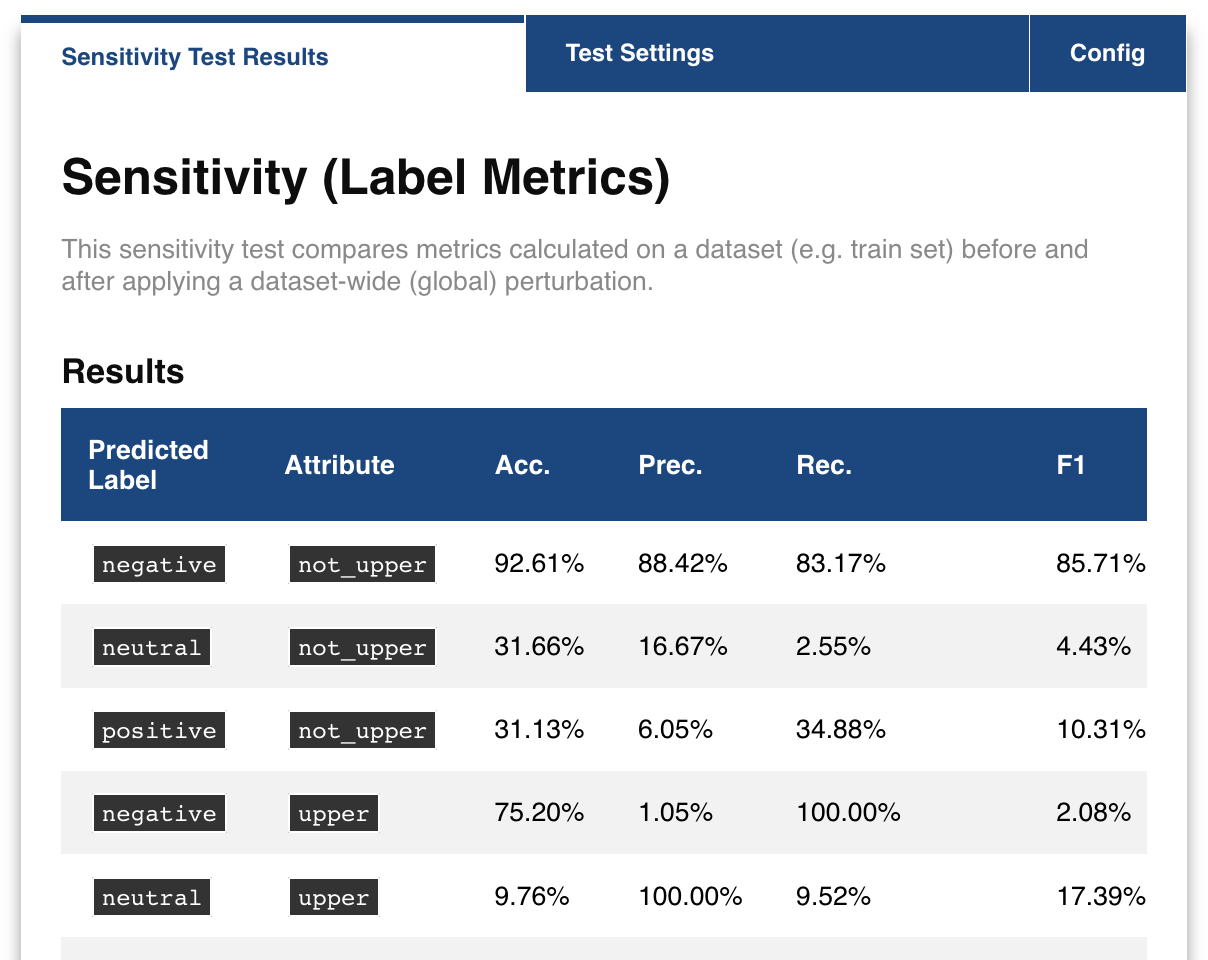 Sensitivity Test Results Test Settings Config
Sensitivity (Label Metrics)
This sensitivity test compares metrics calculated on a dataset (e.g. train set) before and
after applying a dataset-wide (global) perturbation.
Results
Predicted Label Attribute Acc. Prec. Rec. F1
negative not_upper 92.61% 88.42% 83.17% 85.71%
neutral not_upper 31.66% 16.67% 2.55% 4.43%
positive not_upper 31.13% 6.05% 34.88% 10.31%
negative upper 75.20% 1.05% 100.00% 2.08%
neutral upper 9.76% 100.00% 9.52% 17.39%